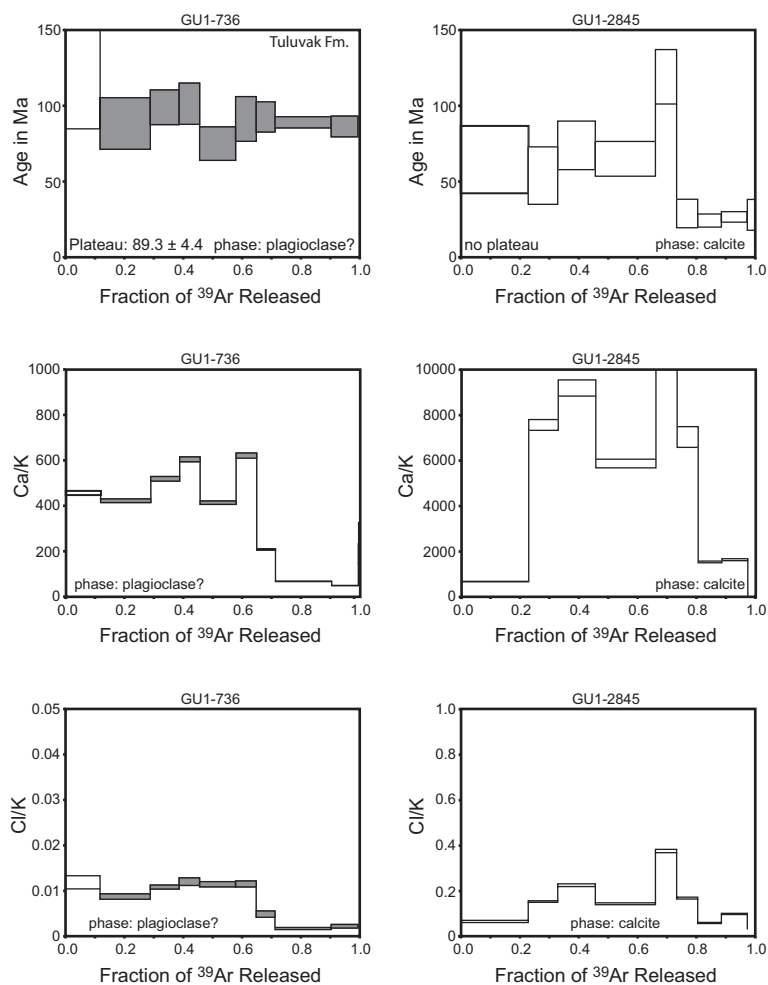 GU1-736
150
100
50
0
Age in Ma
Tuluvak Fm.
Plateau: 89.3 ± 4.4 phase: plagioclase?
0.0 0.2 0.4 0.6 0.8 1.0
Fraction of ³⁹Ar Released
GU1-2845
150
100
50
0
Age in Ma
no plateau phase: calcite
0.0 0.2 0.4 0.6 0.8 1.0
Fraction of ³⁹Ar Released
GU1-736
1000
800
600
400
200
0
Ca/K
phase: plagioclase?
0.0 0.2 0.4 0.6 0.8 1.0
Fraction of ³⁹Ar Released
GU1-2845
10000
8000
6000
4000
2000
0
Ca/K
phase: calcite
0.0 0.2 0.4 0.6 0.8 1.0
Fraction of ³⁹Ar Released
GU1-736
0.05
0.04
0.03
0.02
0.01
0
Cl/K
phase: plagioclase?
0.0 0.2 0.4 0.6 0.8 1.0
Fraction of ³⁹Ar Released
GU1-2845
1.0
0.8
0.6
0.4
0.2
0
Cl/K
phase: calcite
0.0 0.2 0.4 0.6 0.8 1.0
Fraction of ³⁹Ar Released